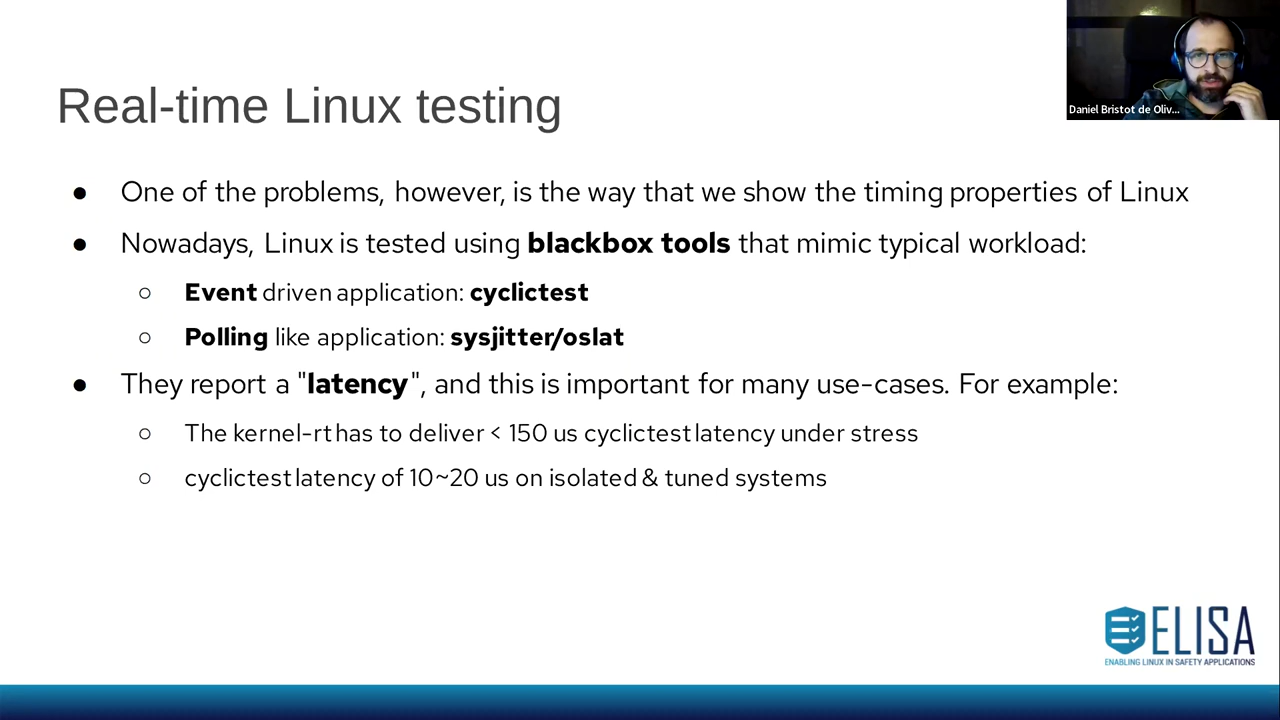 Daniel Bristot de Oliv...
Real-time Linux testing
● One of the problems, however, is the way that we show the timing properties of Linux
● Nowadays, Linux is tested using blackbox tools that mimic typical workload:
○ Event driven application: cyclictest
○ Polling like application: sysjitter/oslat
● They report a "latency", and this is important for many use-cases. For example:
○ The kernel-rt has to deliver < 150 us cyclictest latency under stress
○ cyclictest latency of 10~20 us on isolated & tuned systems
ELISA
ENABLING LINUX IN SAFETY APPLICATIONS